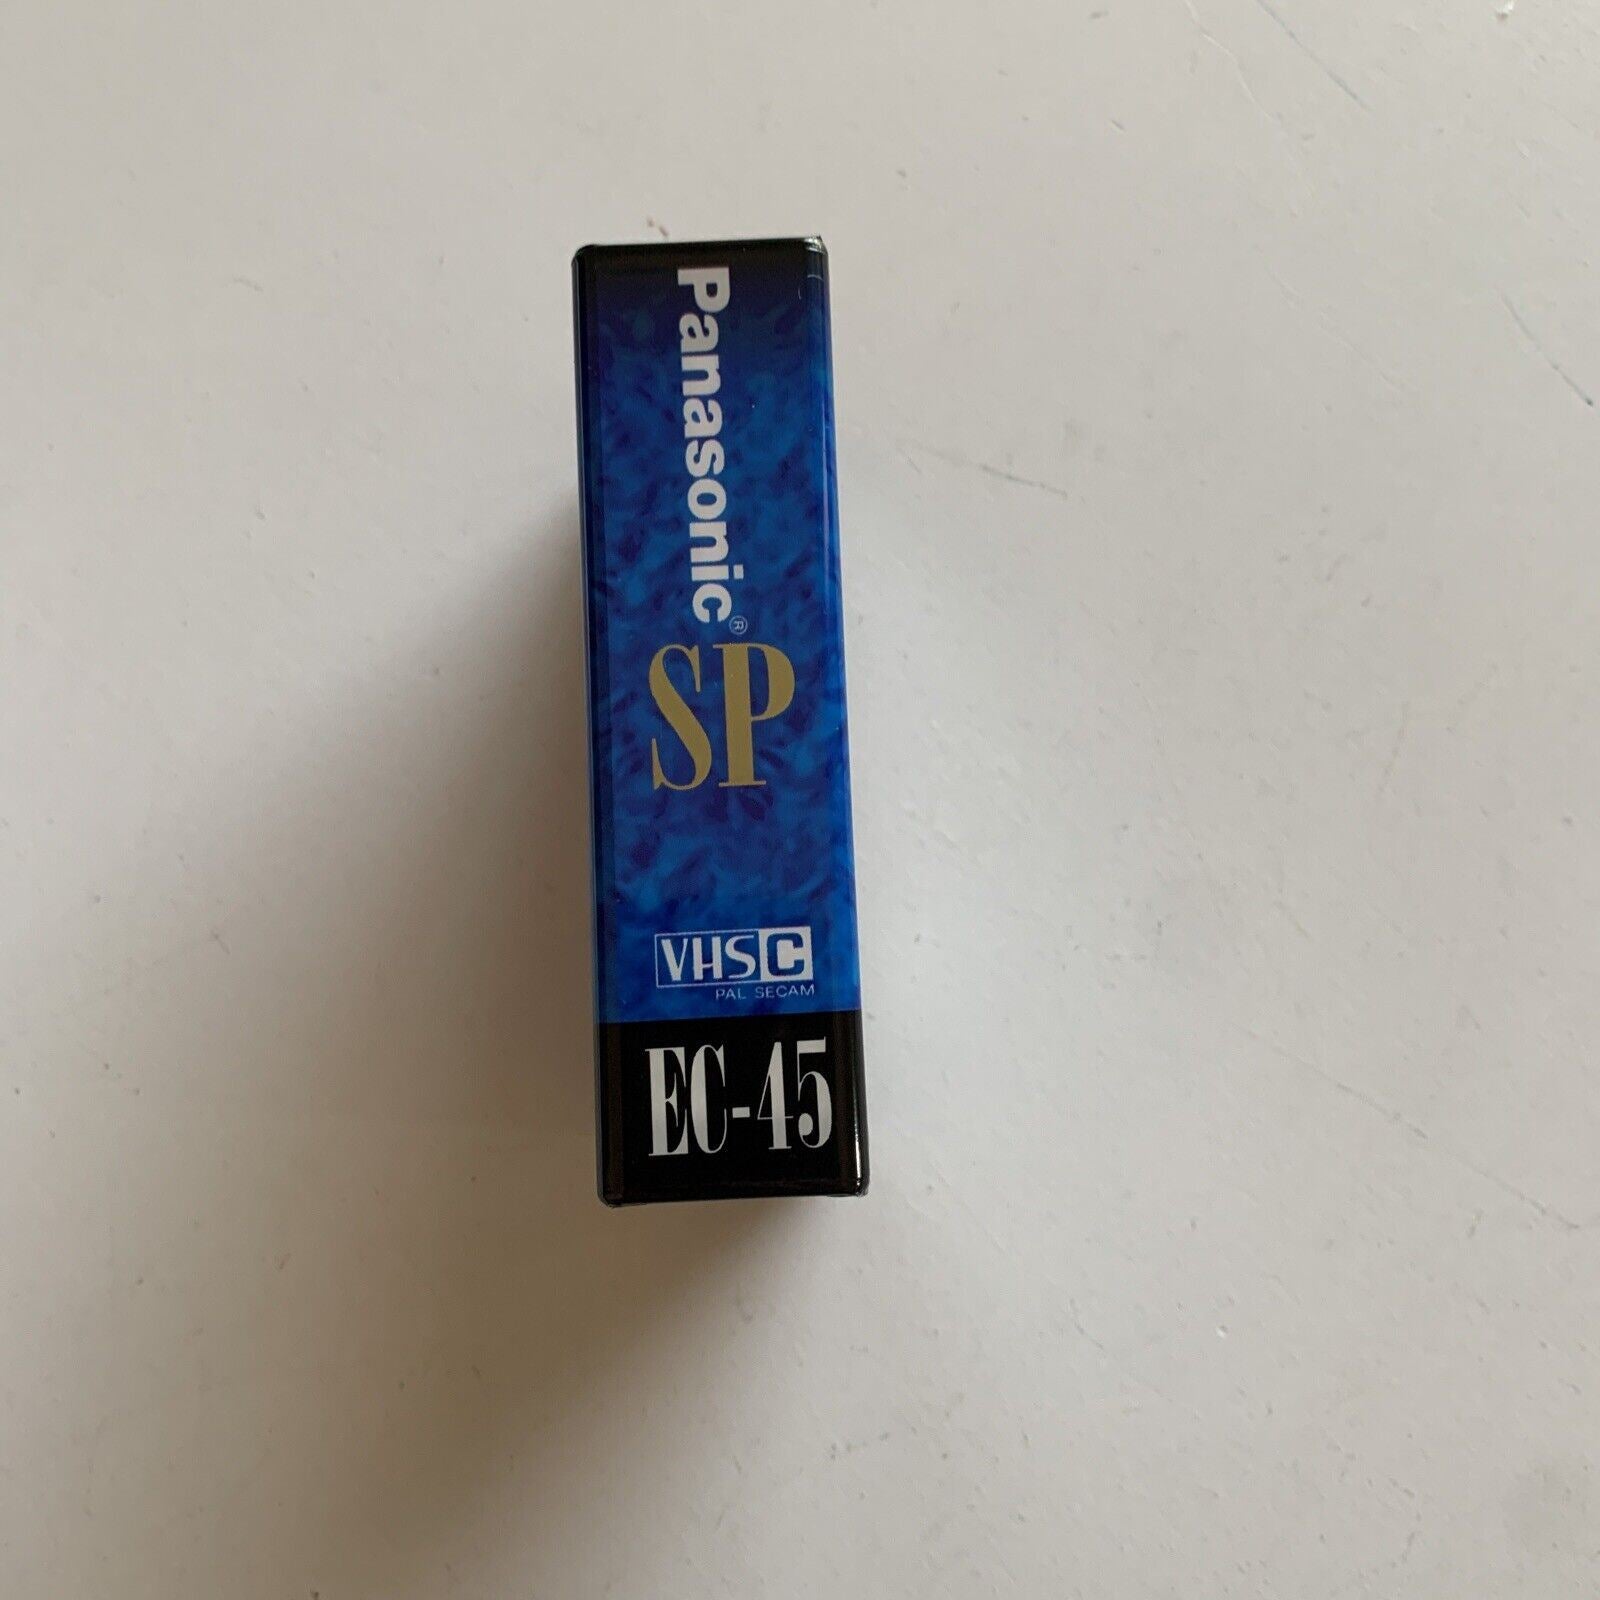 Panasonic®
SP
VHS C
PAL SECAM
EC-45